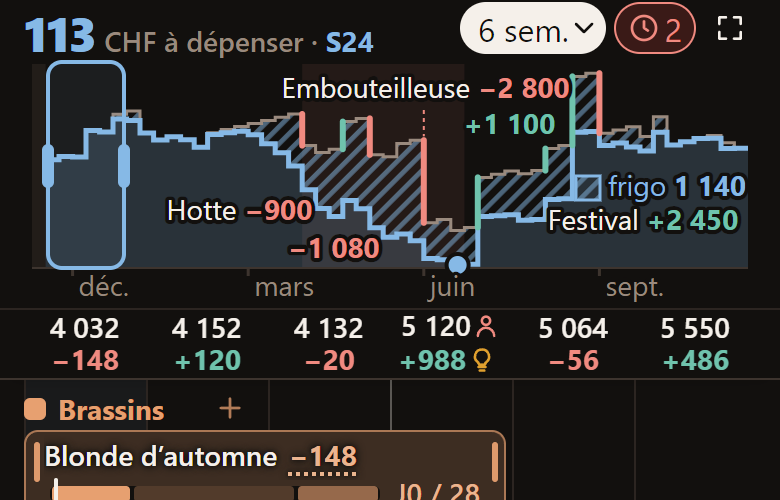 113 CHF à dépenser · S24
6 sem.
2
Embouteilleuse −2 800
+1 100
frigo 1 140
Hotte −900
Festival +2 450
−1 080
déc. mars juin sept.
4 032 4 152 4 132 5 120 5 064 5 550
−148 +120 −20 +988 −56 +486
Brassins +
Blonde d’automne −148
J0 / 28